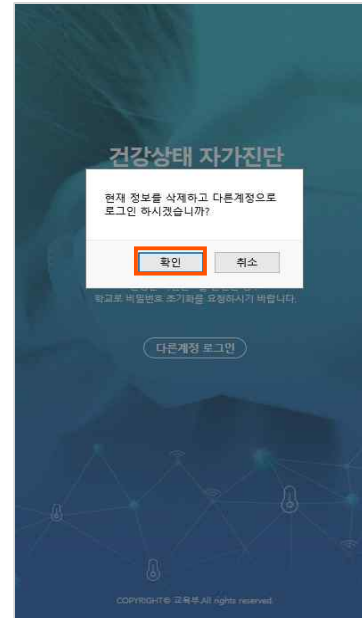 건강상태 자가진단
현재 정보를 삭제하고 다른계정으로
로그인 하시겠습니까?
확인
취소
학교로 비밀번호 초기화를 요청하시기 바랍니다.
다른계정 로그인
COPYRIGHT© 교육부.All rights reserved.